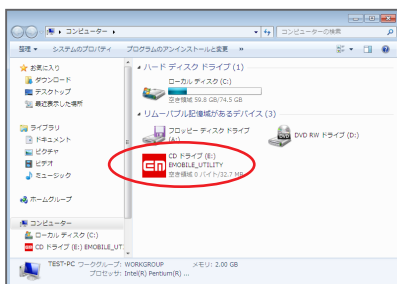 コンピューター
コンピューターの検索
整理 システムのプロパティ プログラムのアンインストールと変更 »
お気に入り
ダウンロード
デスクトップ
最近表示した場所
ライブラリ
ドキュメント
ピクチャ
ビデオ
ミュージック
ホームグループ
コンピューター
ローカル ディスク (C:)
CD ドライブ (E:) EMOBILE_UT
ハード ディスク ドライブ (1)
ローカル ディスク (C:)
空き領域 59.8 GB/74.5 GB
リムーバブル記憶域があるデバイス (3)
フロッピー ディスク ドライブ
(A:)
DVD RW ドライブ (D:)
CD ドライブ (E:)
EMOBILE_UTILITY
空き領域 0 バイト/32.7 MB
TEST-PC ワークグループ: WORKGROUP メモリ: 2.00 GB
プロセッサ: Intel(R) Pentium(R) ...